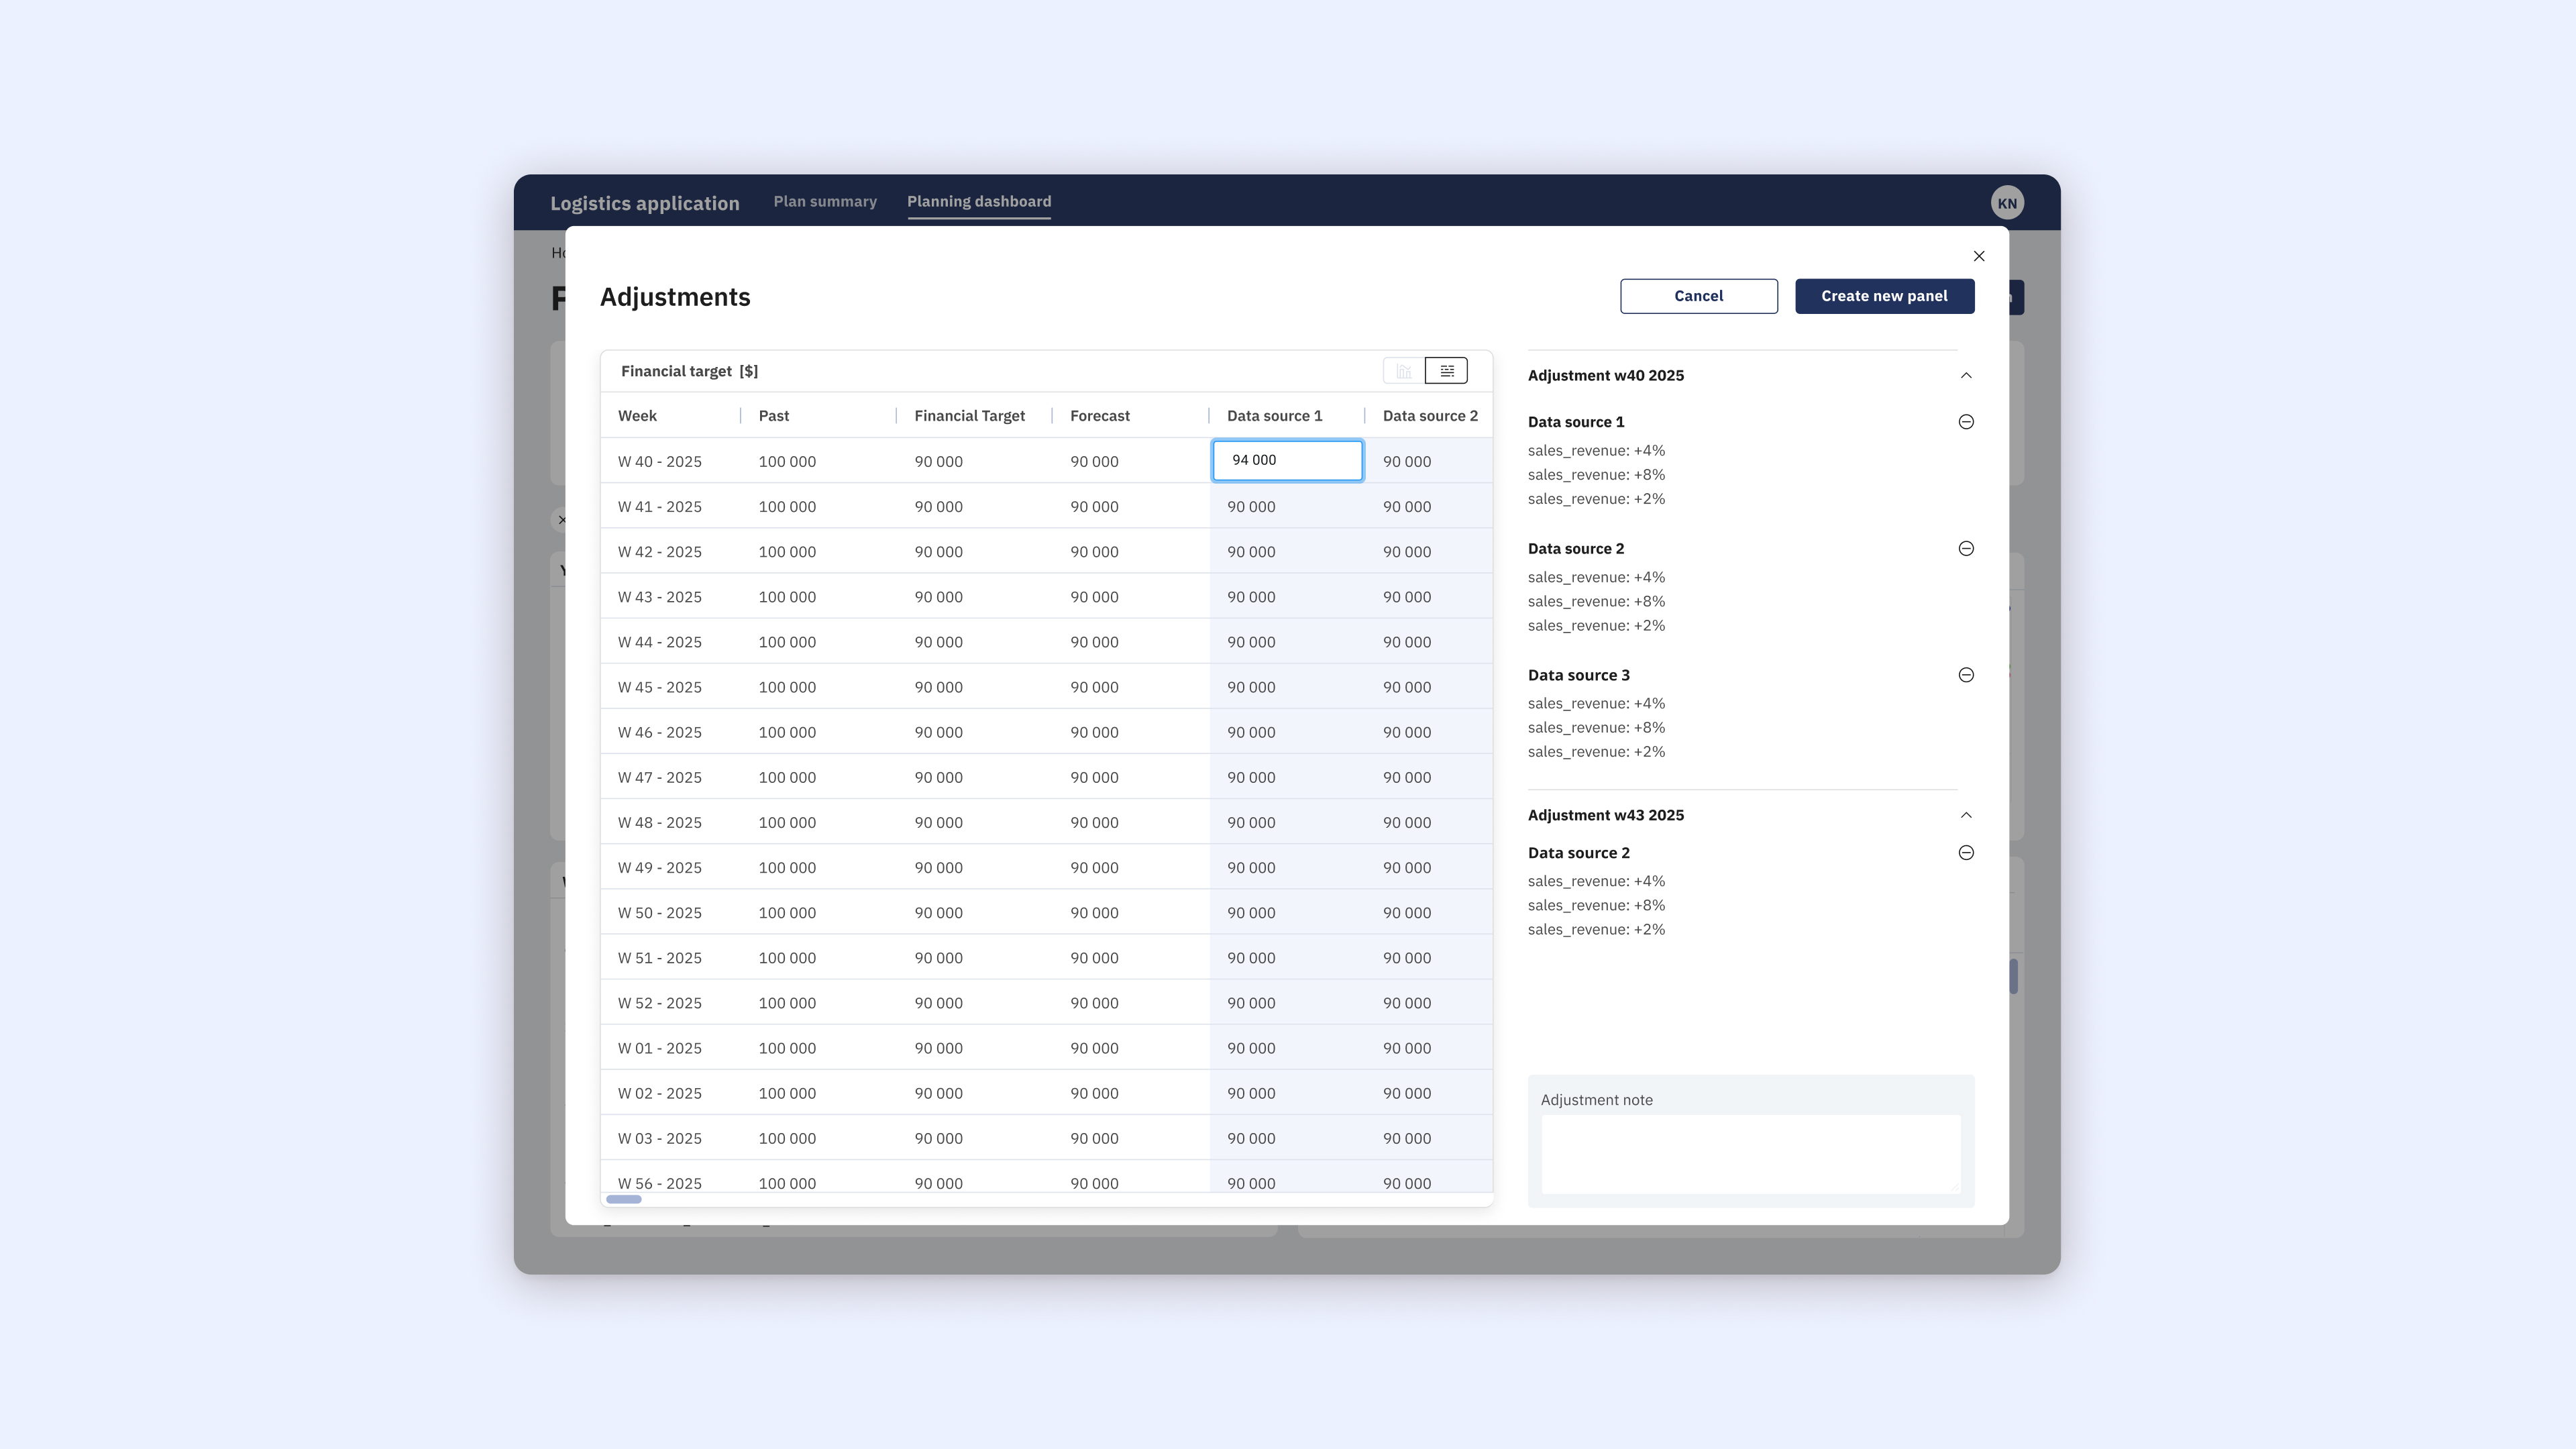 Logistics application Plan summary Planning dashboard KN
Adjustments
Cancel Create new panel
Financial target [$]
Week Past Financial Target Forecast Data source 1 Data source 2
W 40 - 2025 100 000 90 000 90 000 94 000 90 000
W 41 - 2025 100 000 90 000 90 000 90 000 90 000
W 42 - 2025 100 000 90 000 90 000 90 000 90 000
W 43 - 2025 100 000 90 000 90 000 90 000 90 000
W 44 - 2025 100 000 90 000 90 000 90 000 90 000
W 45 - 2025 100 000 90 000 90 000 90 000 90 000
W 46 - 2025 100 000 90 000 90 000 90 000 90 000
W 47 - 2025 100 000 90 000 90 000 90 000 90 000
W 48 - 2025 100 000 90 000 90 000 90 000 90 000
W 49 - 2025 100 000 90 000 90 000 90 000 90 000
W 50 - 2025 100 000 90 000 90 000 90 000 90 000
W 51 - 2025 100 000 90 000 90 000 90 000 90 000
W 52 - 2025 100 000 90 000 90 000 90 000 90 000
W 01 - 2025 100 000 90 000 90 000 90 000 90 000
W 02 - 2025 100 000 90 000 90 000 90 000 90 000
W 03 - 2025 100 000 90 000 90 000 90 000 90 000
W 56 - 2025 100 000 90 000 90 000 90 000 90 000
Adjustment w40 2025
Data source 1
sales_revenue: +4%
sales_revenue: +8%
sales_revenue: +2%
Data source 2
sales_revenue: +4%
sales_revenue: +8%
sales_revenue: +2%
Data source 3
sales_revenue: +4%
sales_revenue: +8%
sales_revenue: +2%
Adjustment w43 2025
Data source 2
sales_revenue: +4%
sales_revenue: +8%
sales_revenue: +2%
Adjustment note